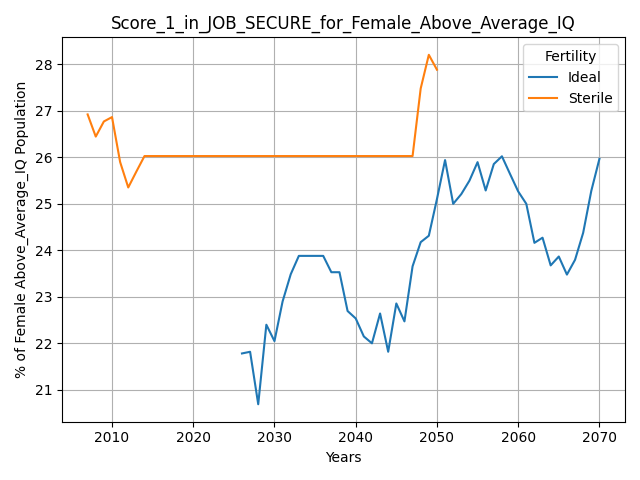 Score_1_in_JOB_SECURE_for_Female_Above_Average_IQ
% of Female Above_Average_IQ Population
28
27
26
25
24
23
22
21
Fertility
Ideal
Sterile
2010 2020 2030 2040 2050 2060 2070
Years